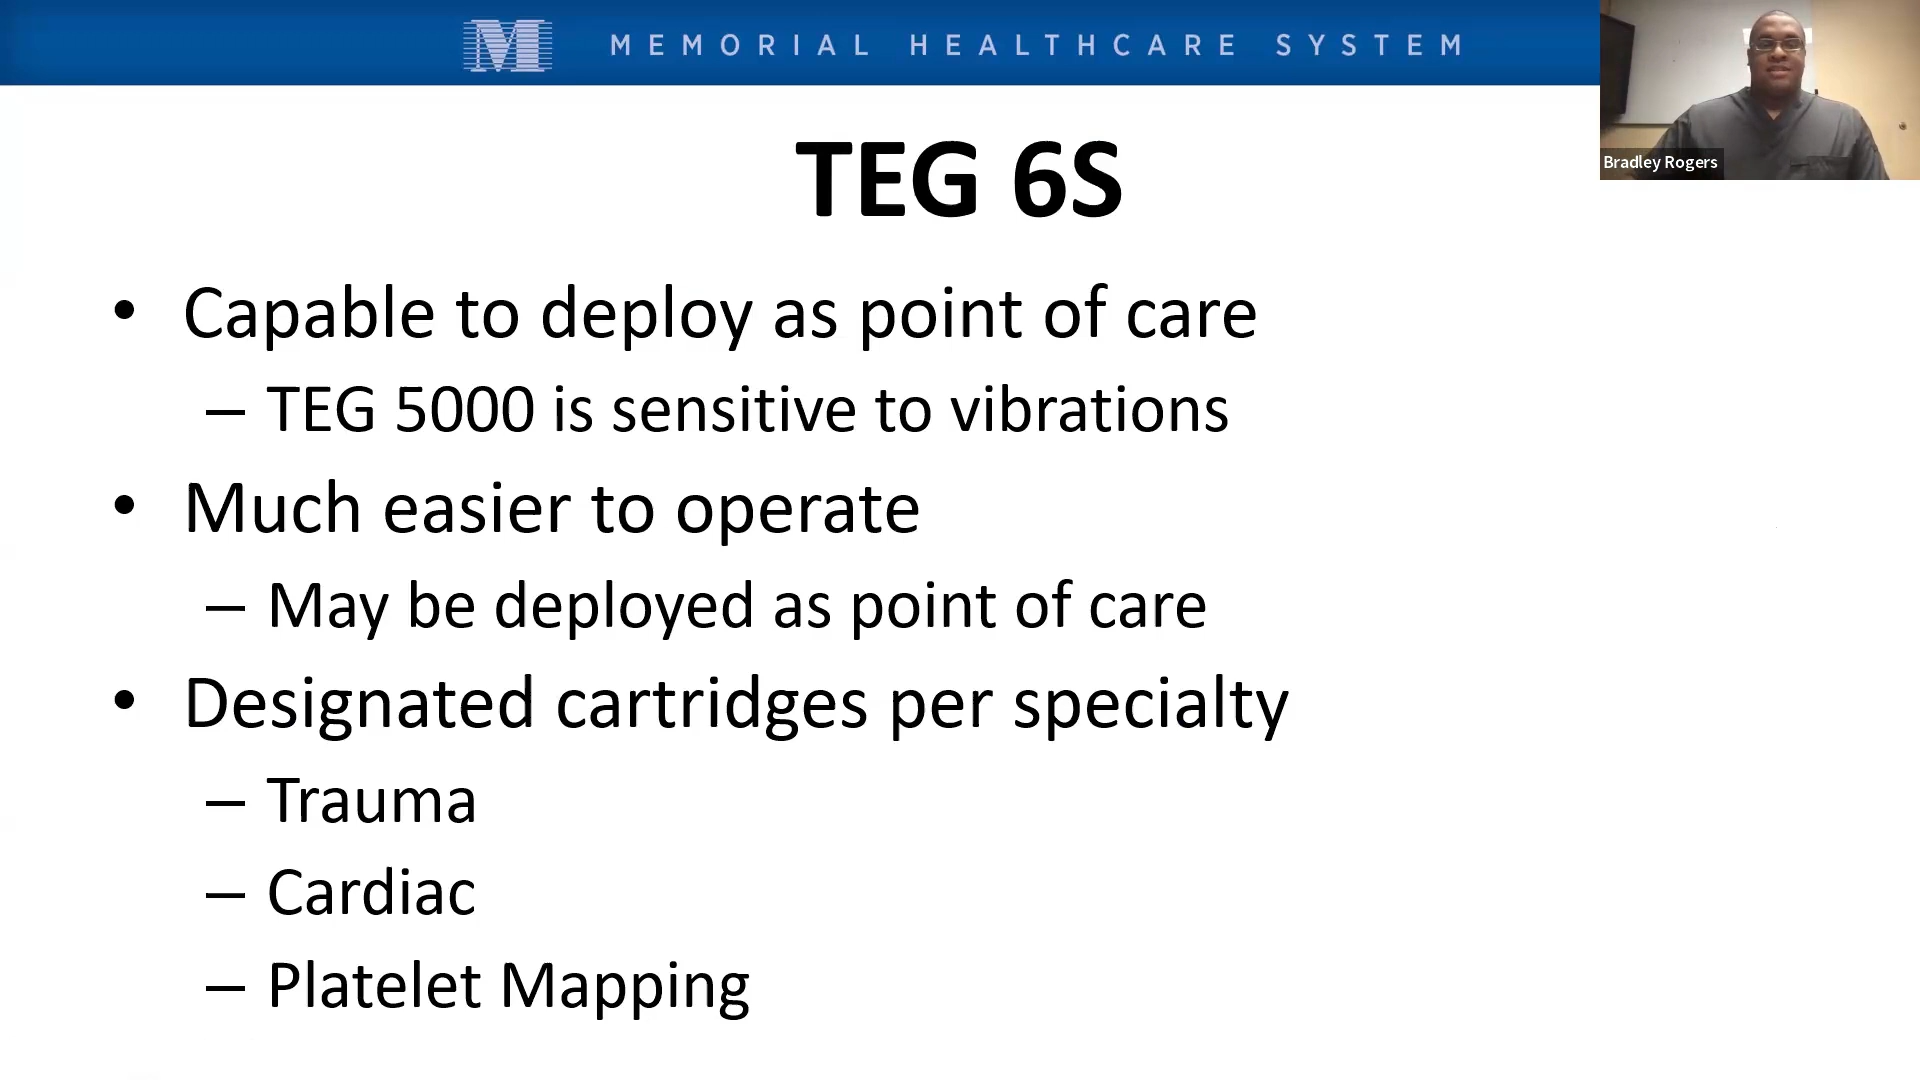 M MEMORIAL HEALTHCARE SYSTEM
Bradley Rogers
TEG 6S
• Capable to deploy as point of care
– TEG 5000 is sensitive to vibrations
• Much easier to operate
– May be deployed as point of care
• Designated cartridges per specialty
– Trauma
– Cardiac
– Platelet Mapping